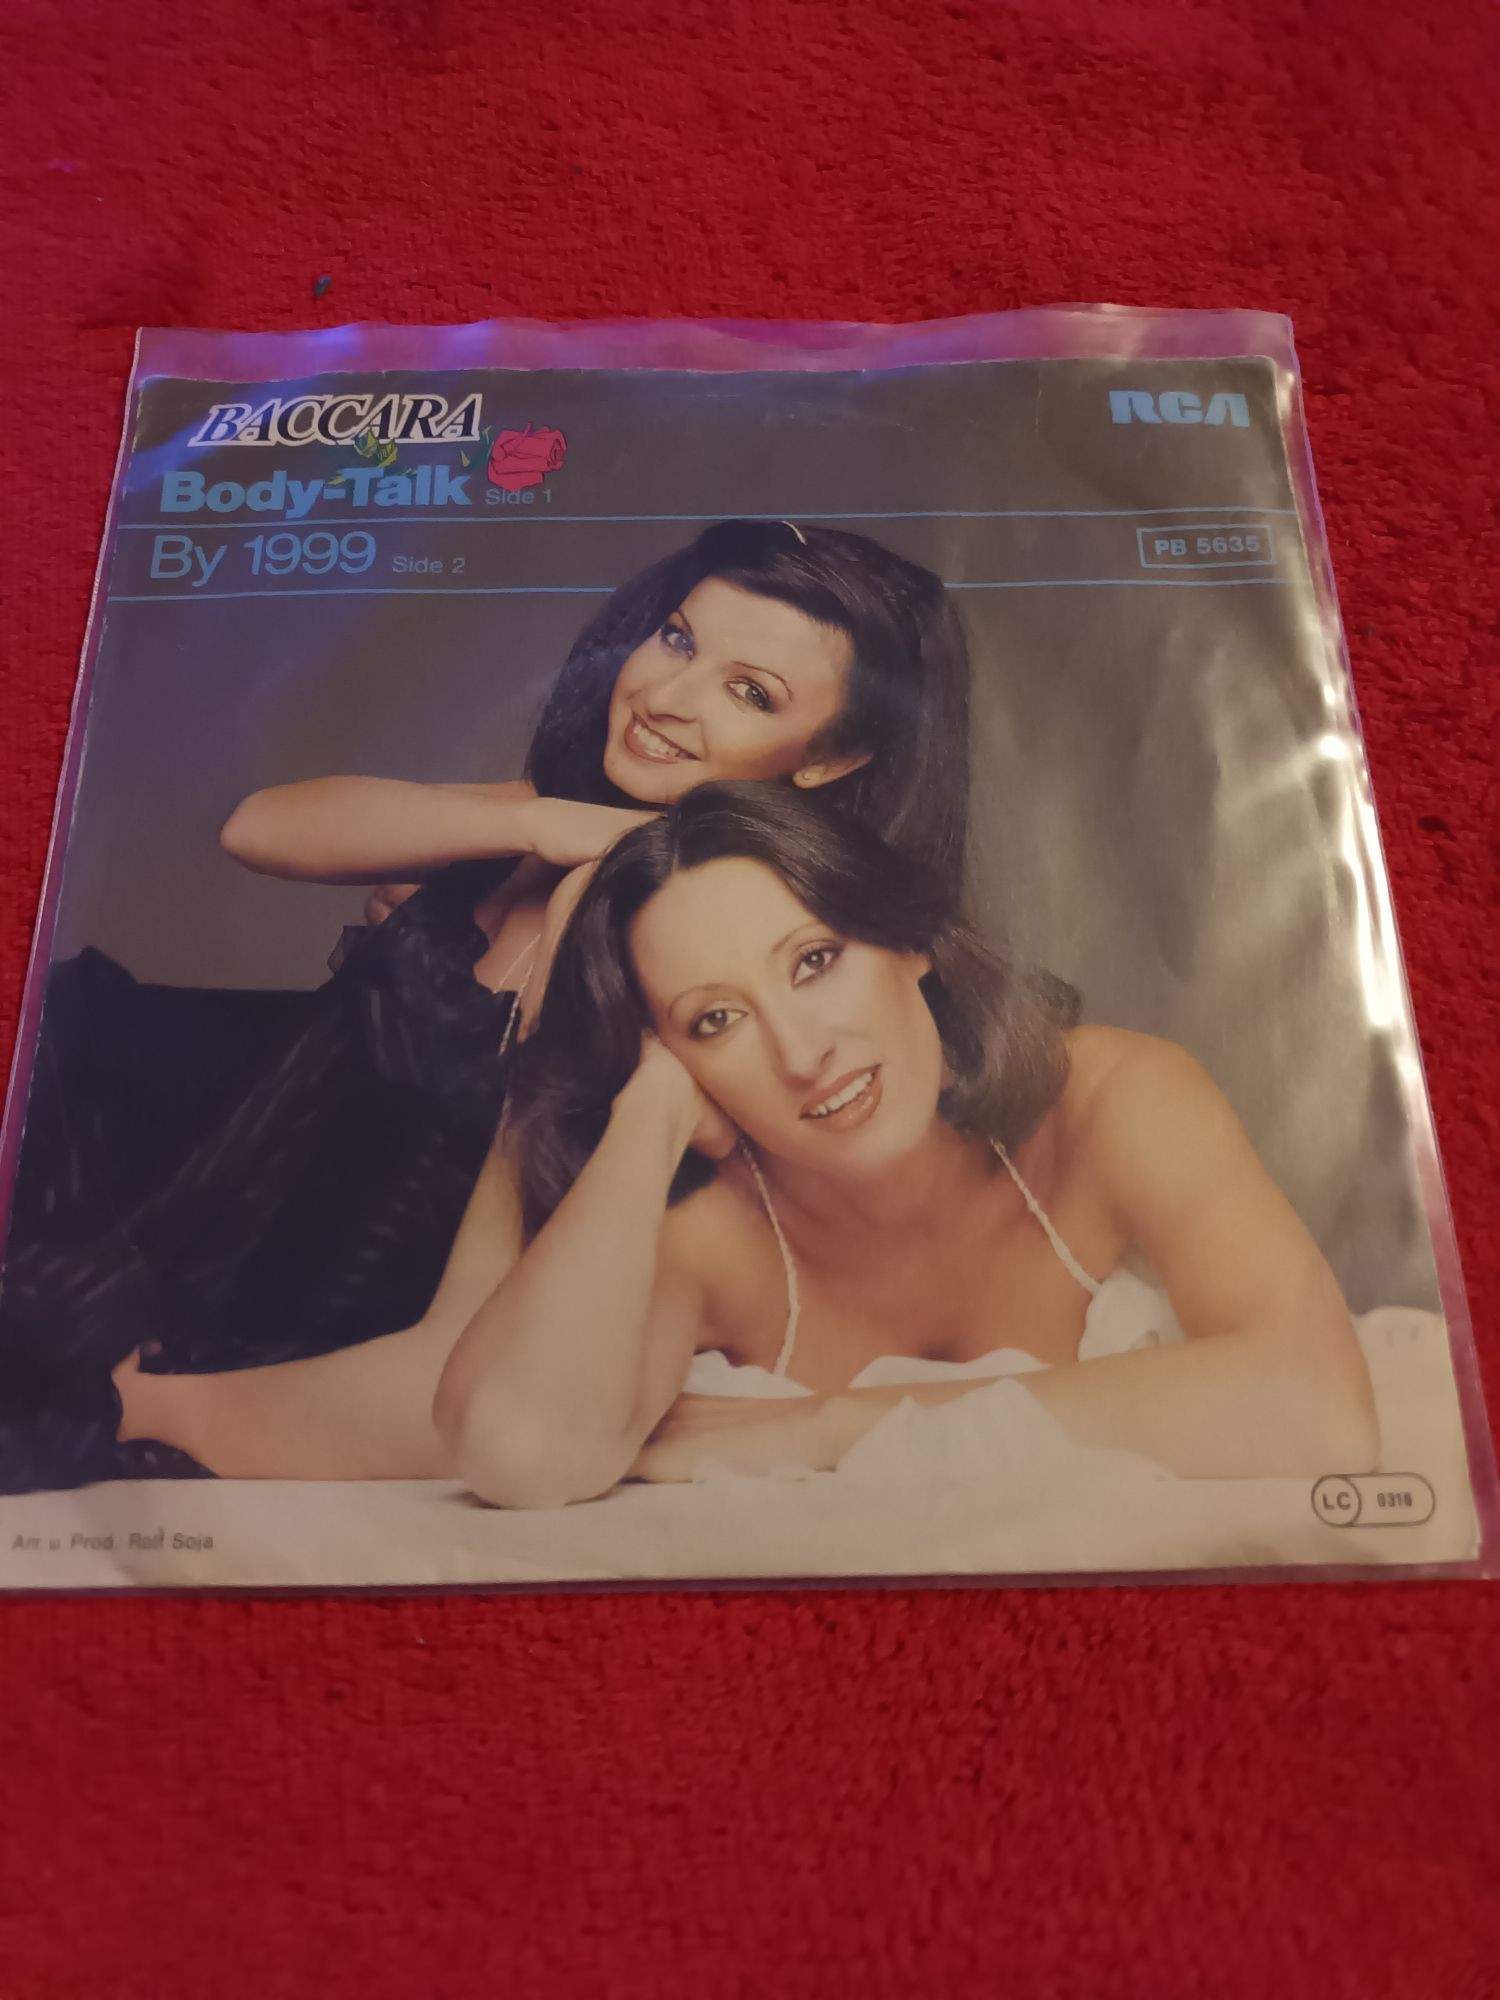 BACCARA
RCA
Body-Talk Side 1
By 1999 Side 2
PB 5635
LC 0316
Arr. u. Prod.: Rolf Soja